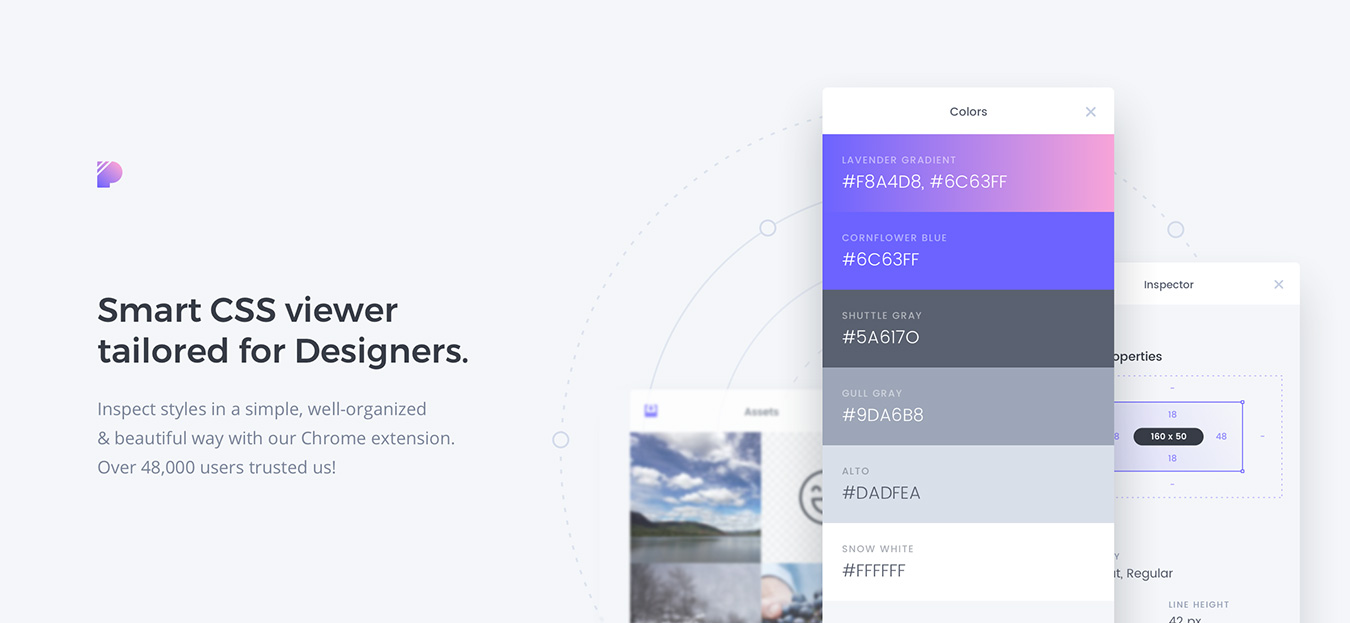 Smart CSS viewer
tailored for Designers.
Inspect styles in a simple, well-organized
& beautiful way with our Chrome extension.
Over 48,000 users trusted us!
Assets
Colors
LAVENDER GRADIENT
#F8A4D8, #6C63FF
CORNFLOWER BLUE
#6C63FF
SHUTTLE GRAY
#5A6170
GULL GRAY
#9DA6B8
ALTO
#DADFEA
SNOW WHITE
#FFFFFF
Inspector
operties
-
18
8 160 x 50 48 -
18
-
Y
at, Regular
LINE HEIGHT
42 px